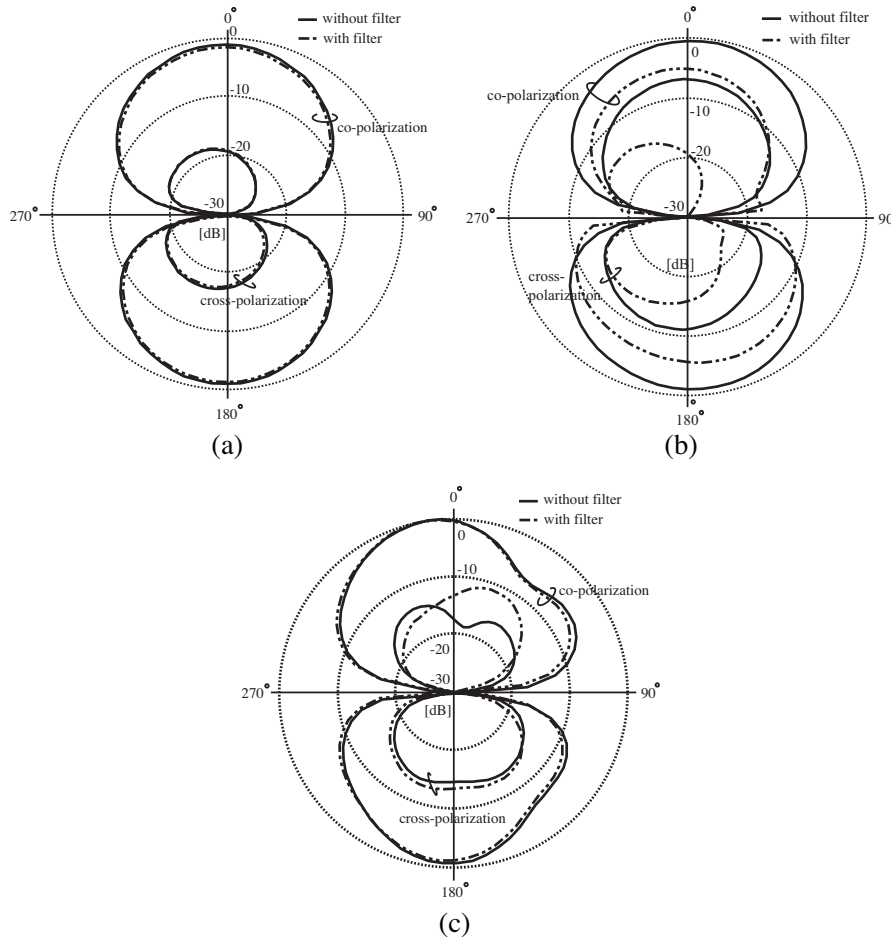 0°
without filter
with filter
0
-10
co-polarization
-20
-30
270°
90°
[dB]
cross-polarization
180°
(a)
0°
without filter
with filter
0
co-polarization
-10
-20
-30
270°
90
[dB]
cross-
polarization
180°
(b)
0°
without filter
with filter
0
-10
co-polarization
-20
-30
270°
90°
[dB]
cross-polarization
180°
(c)